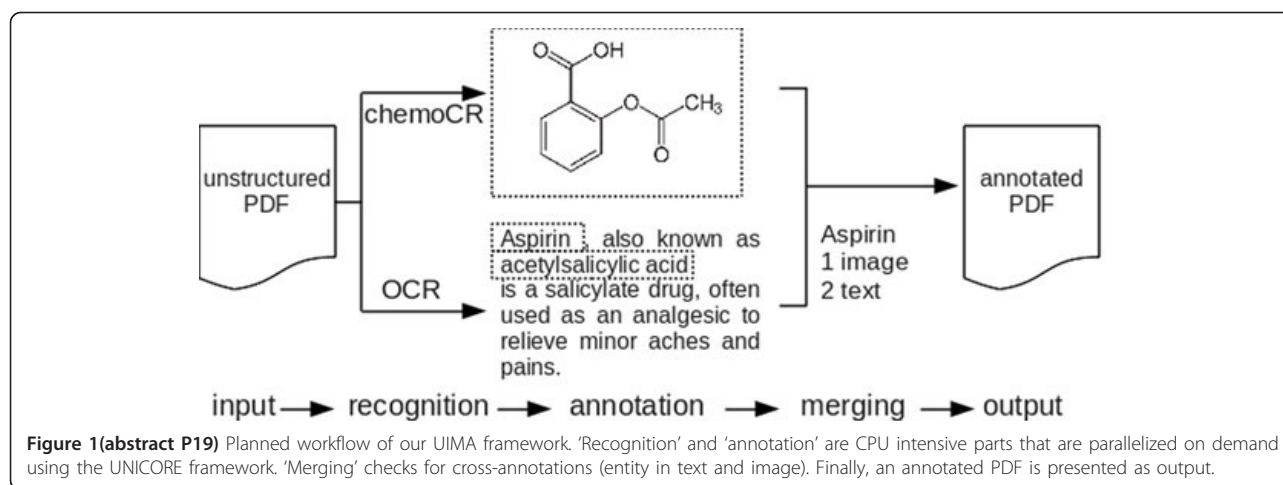 unstructured
PDF
chemoCR
OCR
O
OH
O
CH3
O
Aspirin , also known as
acetylsalicylic acid
is a salicylate drug, often
used as an analgesic to
relieve minor aches and
pains.
Aspirin
1 image
2 text
annotated
PDF
input recognition annotation merging output
Figure 1(abstract P19) Planned workflow of our UIMA framework. ‘Recognition’ and ‘annotation’ are CPU intensive parts that are parallelized on demand
using the UNICORE framework. ‘Merging’ checks for cross-annotations (entity in text and image). Finally, an annotated PDF is presented as output.